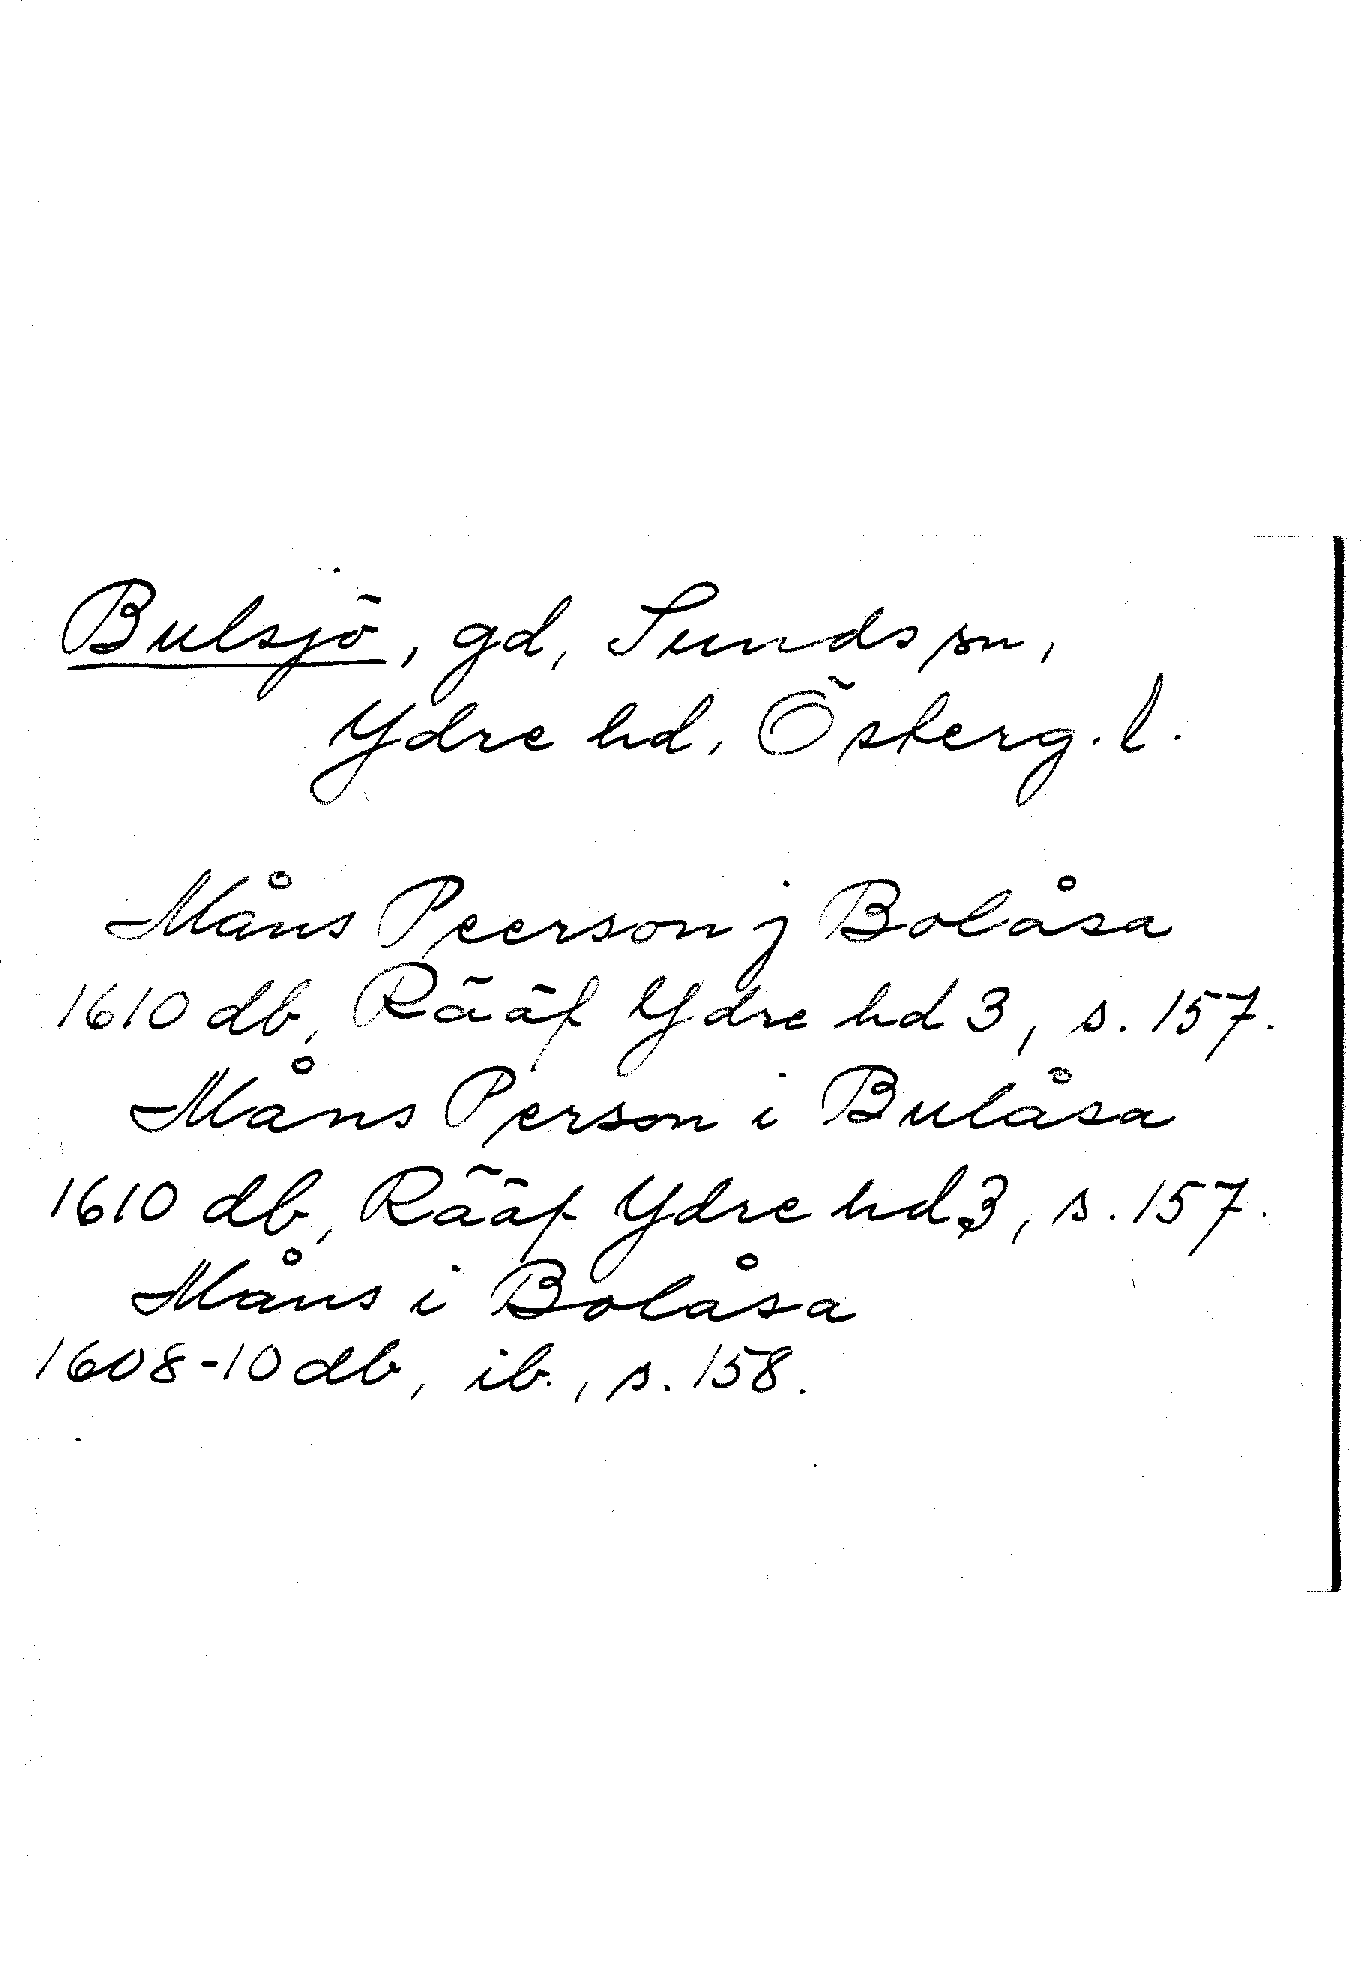 Bulsjö, gd, Sunds sn,
Ydre hd, Österg. l.
Måns Peerson j Bolåsa
1610 db, Rääf Ydre hd 3, s. 157.
Måns Person i Bulåsa
1610 db, Rääf Ydre hd 3, s. 157.
Måns i Bolåsa
1608-10 db, ib., s. 158.